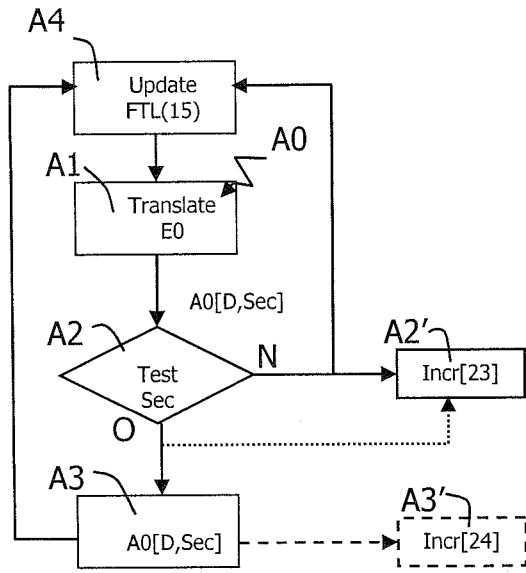 A4
Update
FTL(15)
A0
A1
Translate
E0
A0[D,Sec]
A2
N
A2'
Test
Sec
Incr[23]
O
A3
A3'
A0[D,Sec]
Incr[24]